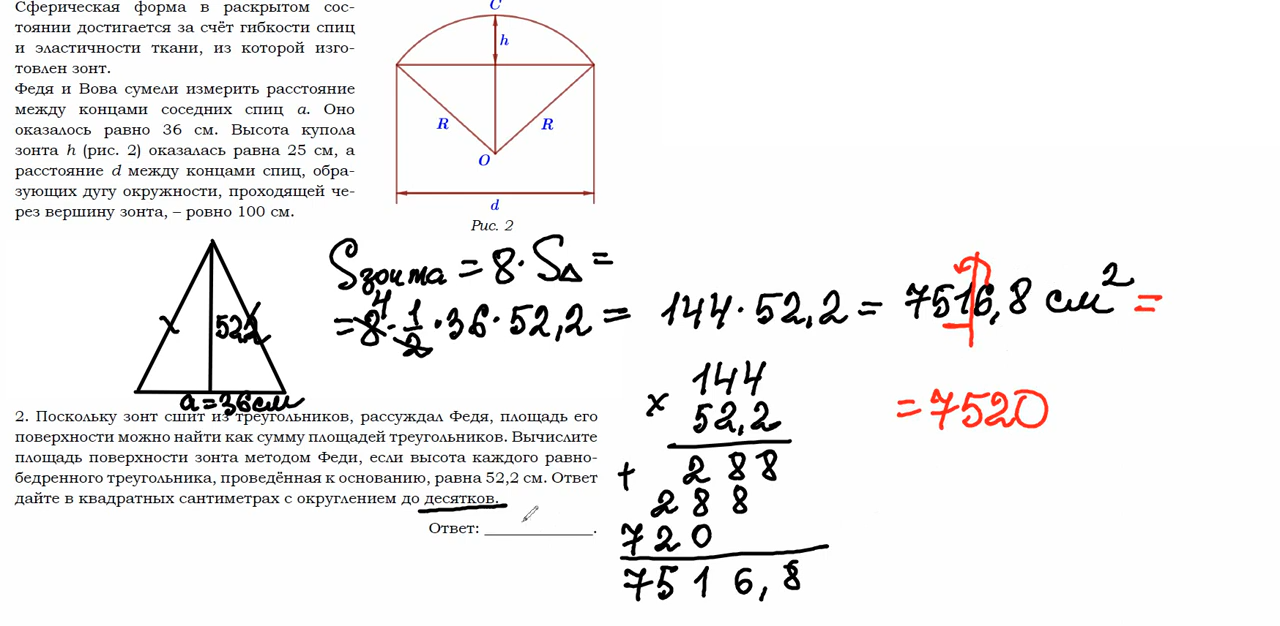 Сферическая форма в раскрытом сос-
тоянии достигается за счёт гибкости спиц
и эластичности ткани, из которой изго-
товлен зонт.
Федя и Вова сумели измерить расстояние
между концами соседних спиц a. Оно
оказалось равно 36 см. Высота купола
зонта h (рис. 2) оказалась равна 25 см, а
расстояние d между концами спиц, обра-
зующих дугу окружности, проходящей че-
рез вершину зонта, – ровно 100 см.
C
h
R R
O
d
Рис. 2
Sзонта = 8 · S△ =
4
= 8 · 1/2 · 36 · 52,2 = 144 · 52,2 = 7516,8 см² =
= 7520
52,2
a = 36 см
144
× 52,2
+ 288
288
720
7516,8
2. Поскольку зонт сшит из треугольников, рассуждал Федя, площадь его
поверхности можно найти как сумму площадей треугольников. Вычислите
площадь поверхности зонта методом Феди, если высота каждого равно-
бедренного треугольника, проведённая к основанию, равна 52,2 см. Ответ
дайте в квадратных сантиметрах с округлением до десятков.
Ответ: ______________.